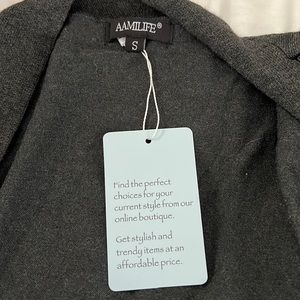 AAMILIFE®
S
Find the perfect
choices for your
current style from our
online boutique.
Get stylish and
trendy items at an
affordable price.